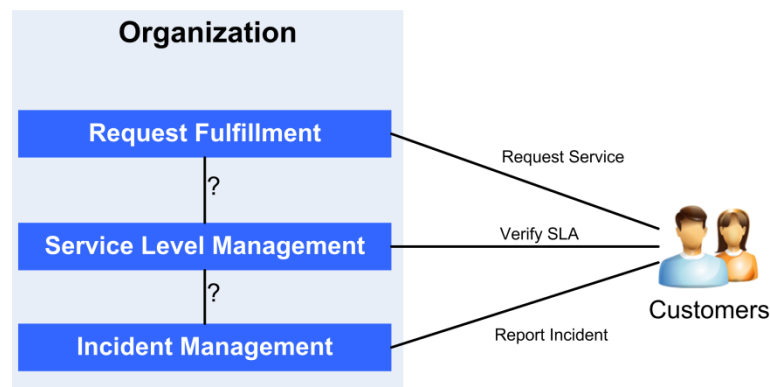 Organization
Request Fulfillment
Request Service
?
Service Level Management
Verify SLA
?
Customers
Incident Management
Report Incident